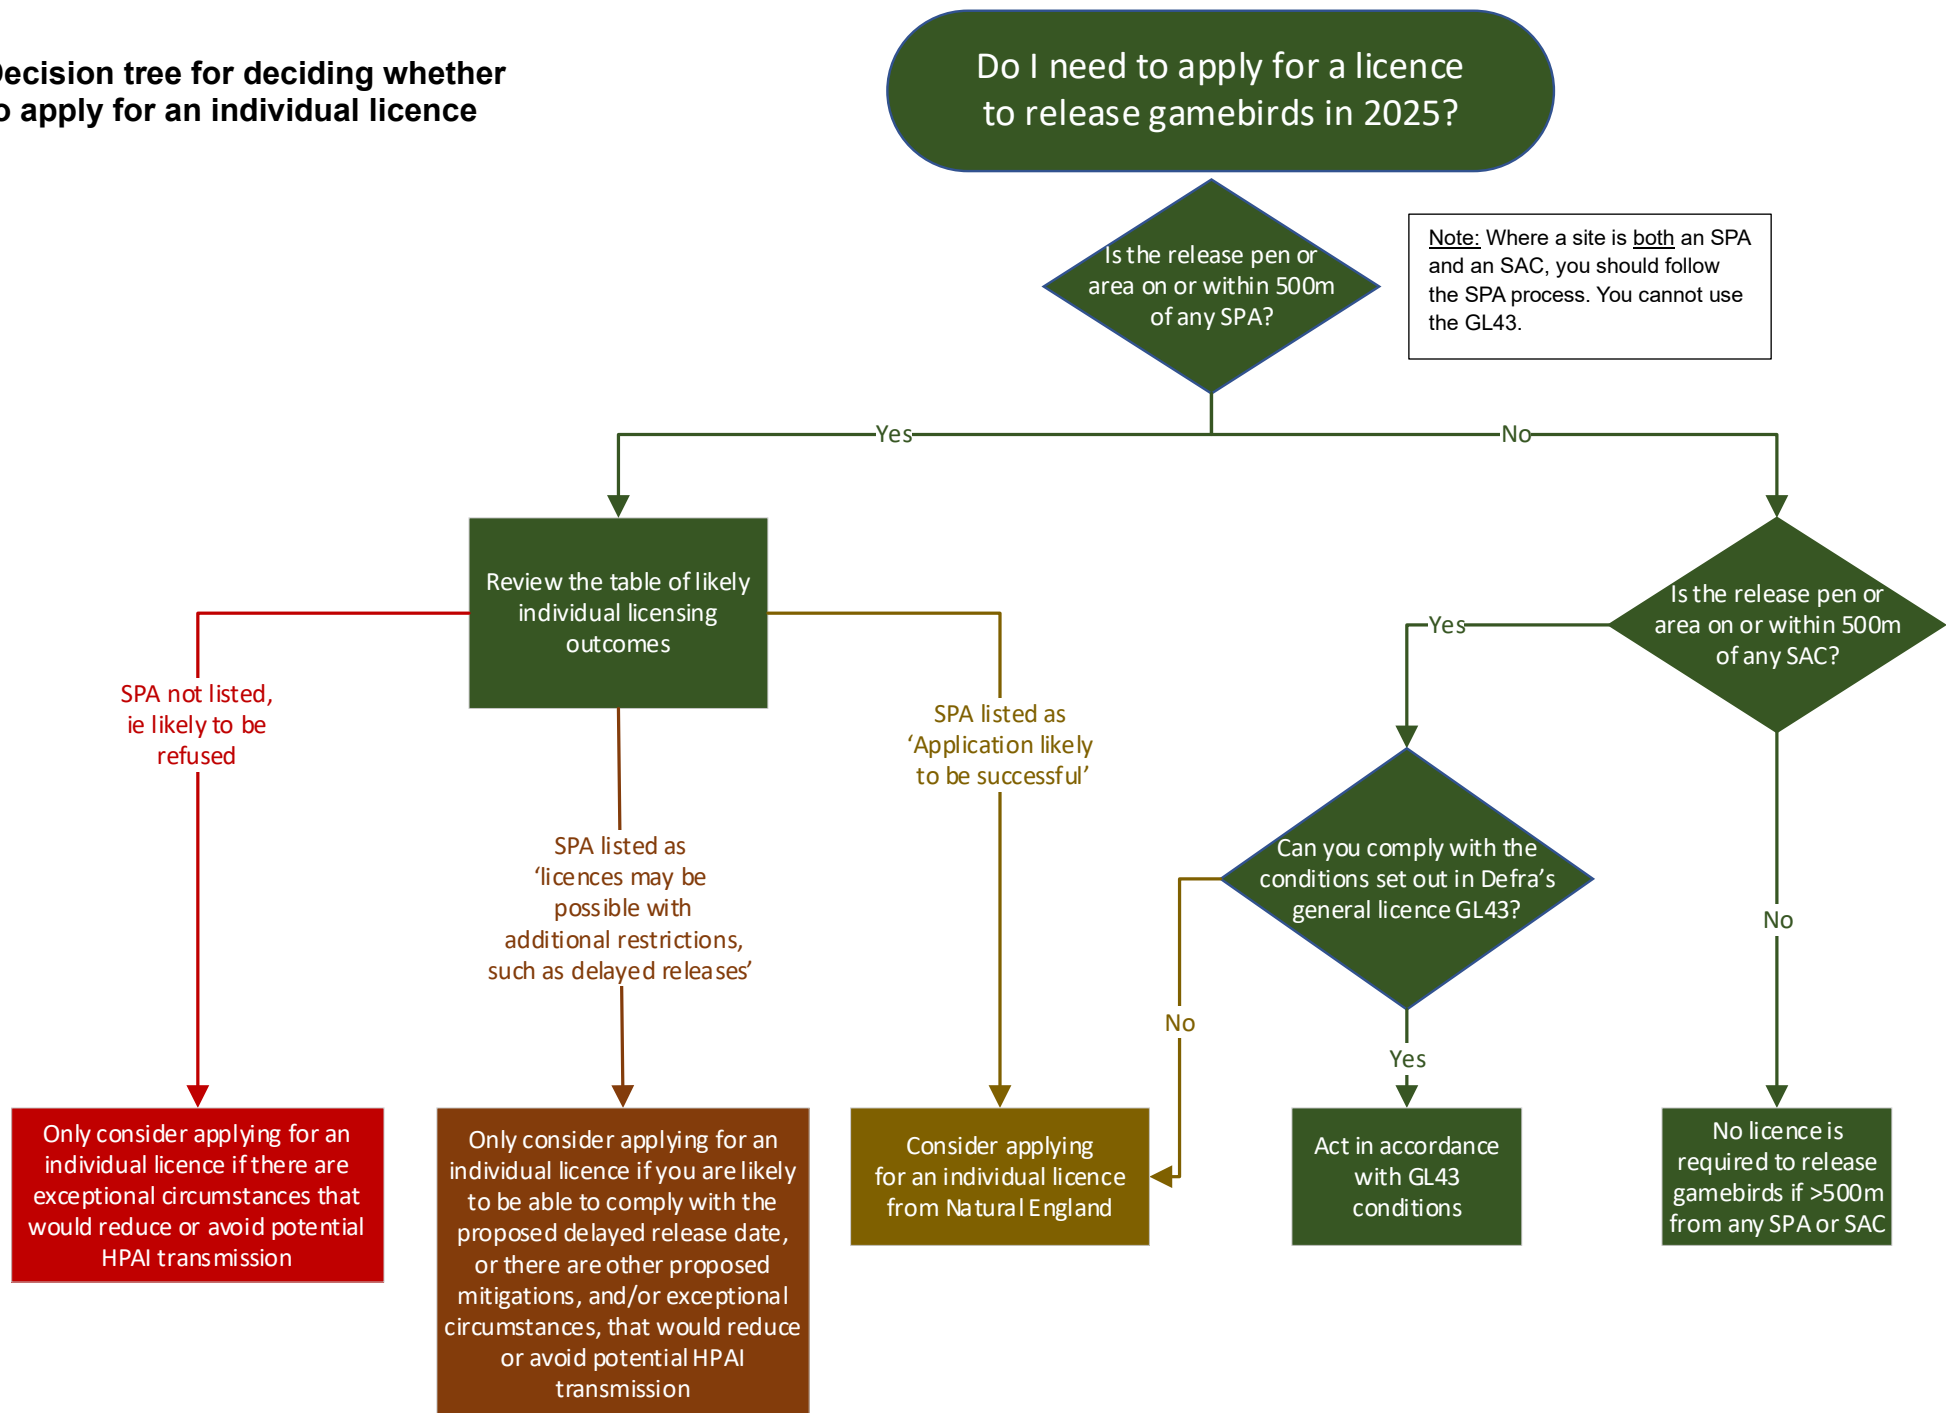 Decision tree for deciding whether
o apply for an individual licence
Do I need to apply for a licence
to release gamebirds in 2025?
Is the release pen or
area on or within 500m
of any SPA?
Note: Where a site is both an SPA
and an SAC, you should follow
the SPA process. You cannot use
the GL43.
Yes
No
Review the table of likely
individual licensing
outcomes
Is the release pen or
area on or within 500m
of any SAC?
Yes
SPA not listed,
ie likely to be
refused
SPA listed as
‘Application likely
to be successful’
SPA listed as
‘licences may be
possible with
additional restrictions,
such as delayed releases’
Can you comply with the
conditions set out in Defra’s
general licence GL43?
No
No
Yes
Only consider applying for an
individual licence if there are
exceptional circumstances that
would reduce or avoid potential
HPAI transmission
Only consider applying for an
individual licence if you are likely
to be able to comply with the
proposed delayed release date,
or there are other proposed
mitigations, and/or exceptional
circumstances, that would reduce
or avoid potential HPAI
transmission
Consider applying
for an individual licence
from Natural England
Act in accordance
with GL43
conditions
No licence is
required to release
gamebirds if >500m
from any SPA or SAC